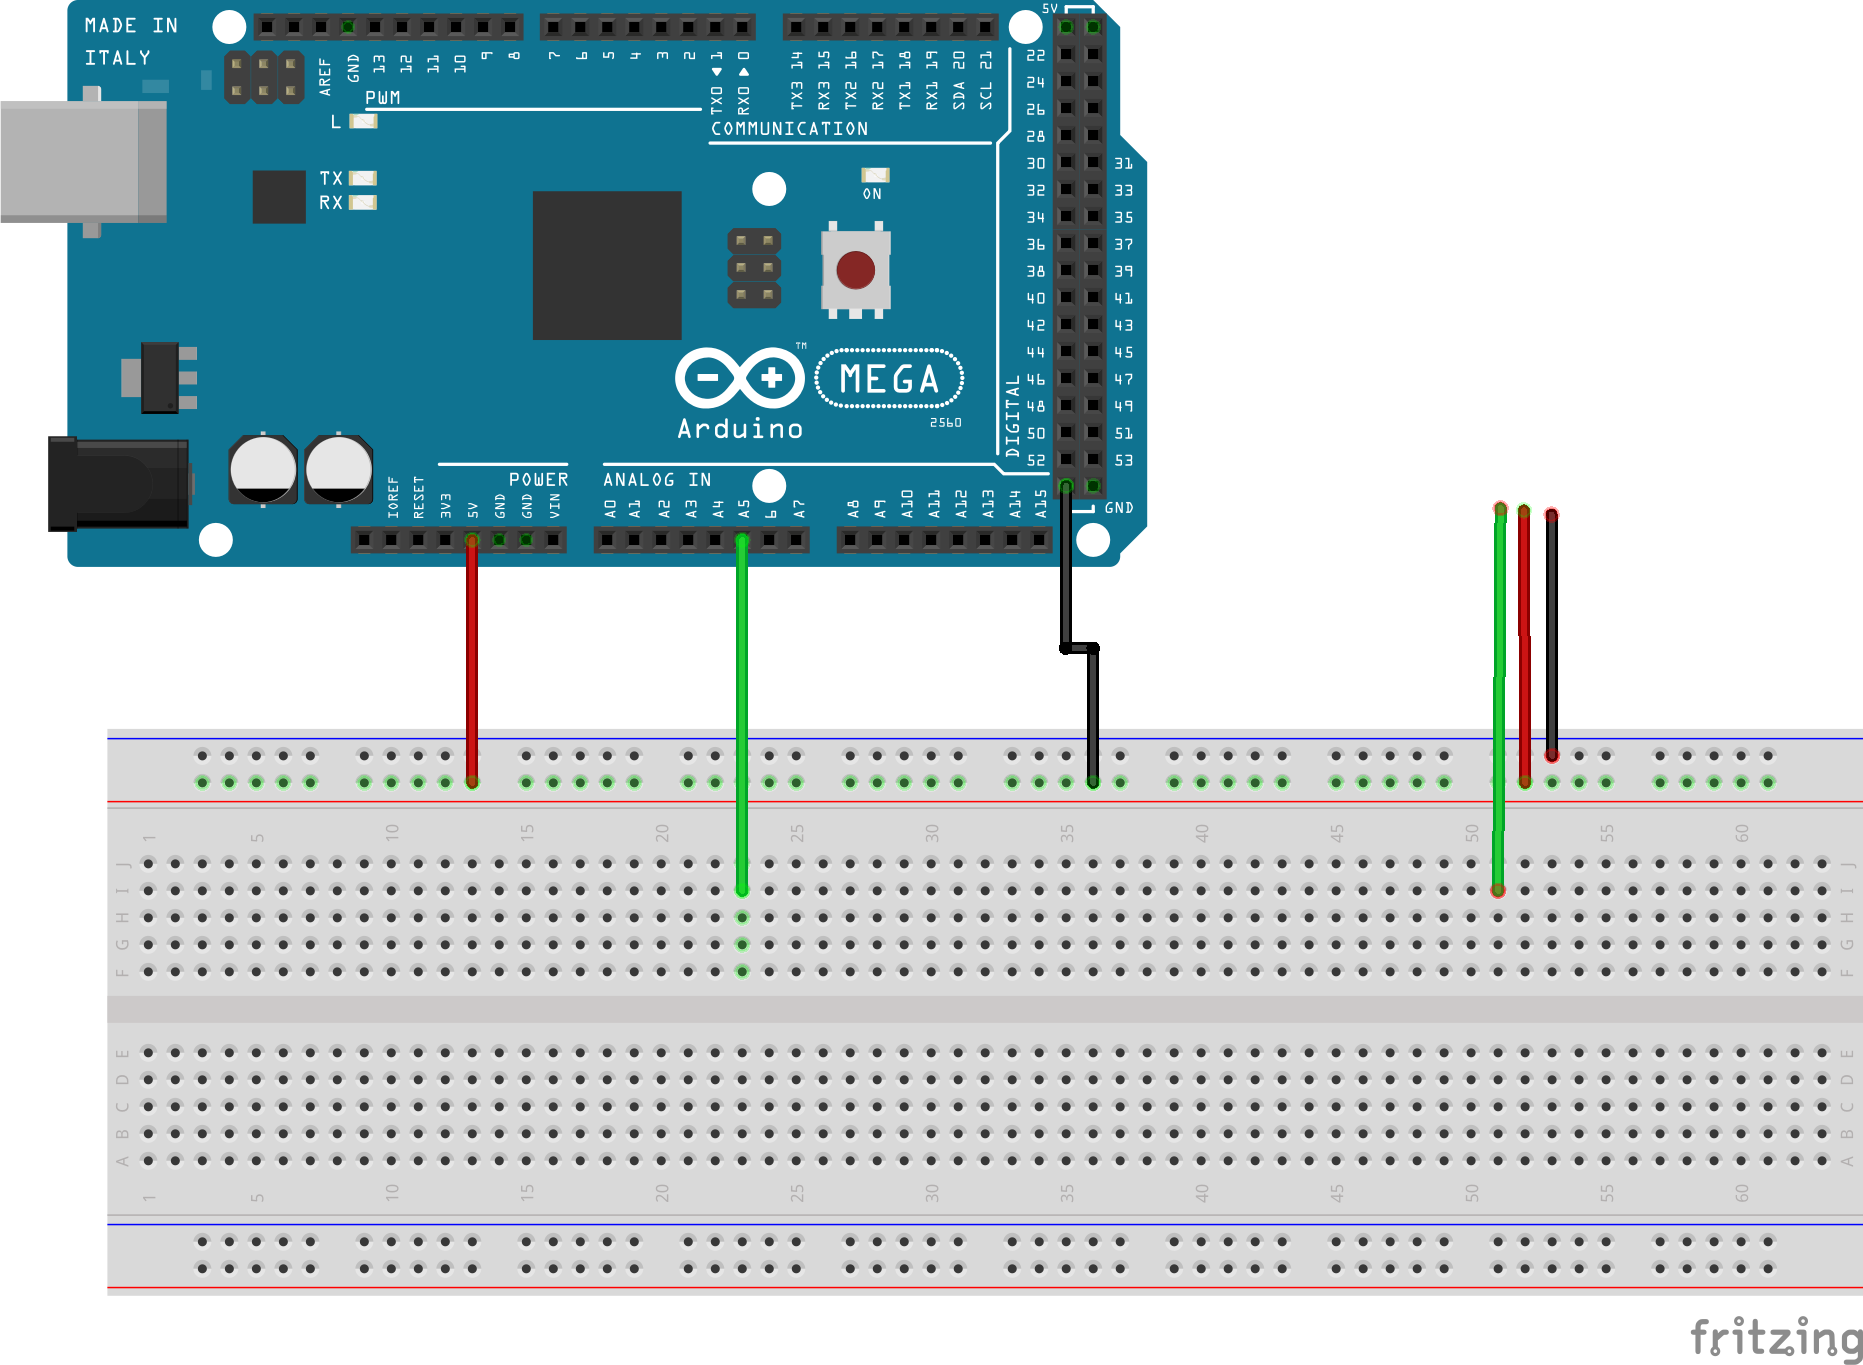 MADE IN
ITALY
AREF
GND
13
12
11
10
9
8
7
6
5
4
3
2
TX0 1
RX0 0
TX3 14
RX3 15
TX2 16
RX2 17
TX1 18
RX1 19
SDA 20
SCL 21
5V
PWM
COMMUNICATION
L
TX
RX
ON
22
24
26
28
30 31
32 33
34 35
36 37
38 39
40 41
42 43
44 45
46 47
48 49
50 51
52 53
GND
DIGITAL
TM
MEGA
Arduino
2560
POWER
ANALOG IN
IOREF
RESET
3V3
5V
GND
GND
VIN
A0
A1
A2
A3
A4
A5
6
A7
A8
A9
A10
A11
A12
A13
A14
A15
1 5 10 15 20 25 30 35 40 45 50 55 60
J J
I I
H H
G G
F F
E E
D D
C C
B B
A A
1 5 10 15 20 25 30 35 40 45 50 55 60
fritzing